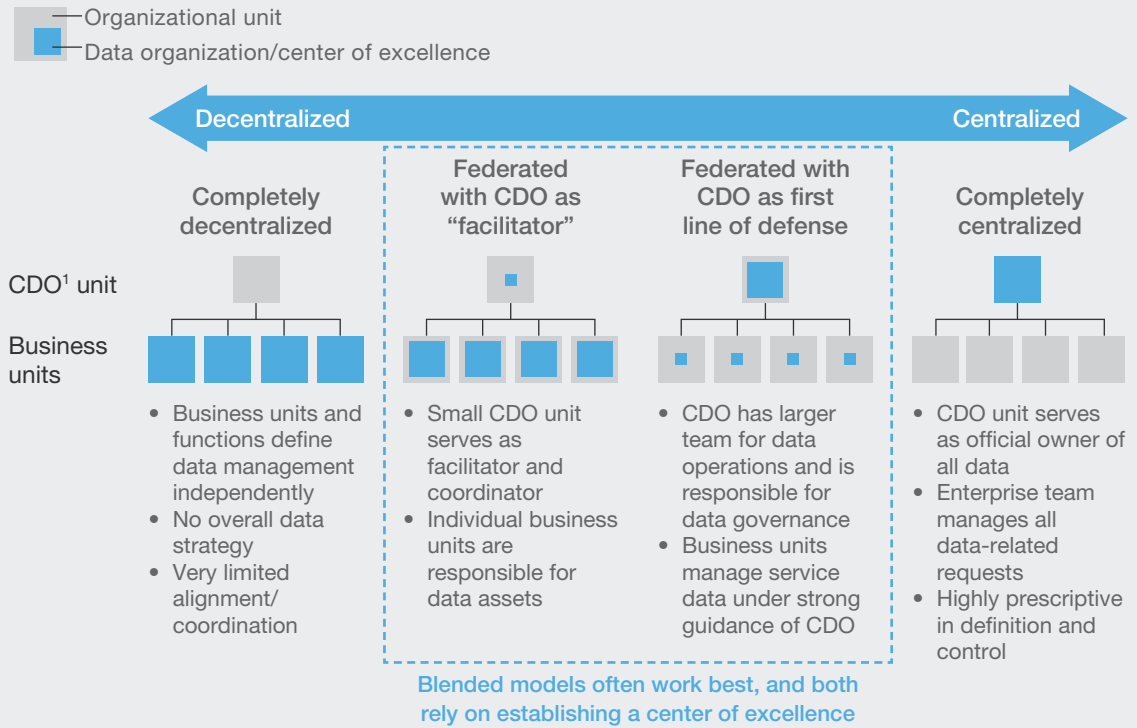 Organizational unit
Data organization/center of excellence
Decentralized
Centralized
Completely
decentralized
Federated
with CDO as
“facilitator”
Federated with
CDO as first
line of defense
Completely
centralized
CDO¹ unit
Business
units
• Business units and
functions define
data management
independently
• No overall data
strategy
• Very limited
alignment/
coordination
• Small CDO unit
serves as
facilitator and
coordinator
• Individual business
units are
responsible for
data assets
• CDO has larger
team for data
operations and is
responsible for
data governance
• Business units
manage service
data under strong
guidance of CDO
• CDO unit serves
as official owner of
all data
• Enterprise team
manages all
data-related
requests
• Highly prescriptive
in definition and
control
Blended models often work best, and both
rely on establishing a center of excellence